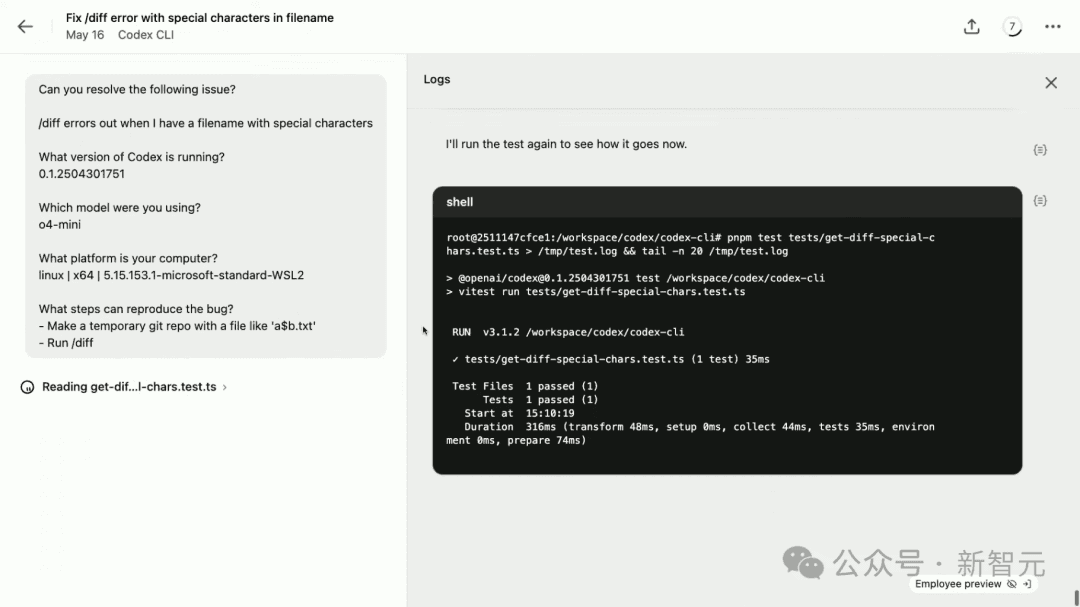 Fix /diff error with special characters in filename
May 16 Codex CLI
7
Can you resolve the following issue?
/diff errors out when I have a filename with special characters
What version of Codex is running?
0.1.2504301751
Which model were you using?
o4-mini
What platform is your computer?
linux | x64 | 5.15.153.1-microsoft-standard-WSL2
What steps can reproduce the bug?
- Make a temporary git repo with a file like 'a$b.txt'
- Run /diff
Reading get-dif...l-chars.test.ts
Logs
I'll run the test again to see how it goes now.
shell
root@2511147cfce1:/workspace/codex/codex-cli# pnpm test tests/get-diff-special-c
hars.test.ts > /tmp/test.log && tail -n 20 /tmp/test.log
> @openai/codex@0.1.2504301751 test /workspace/codex/codex-cli
> vitest run tests/get-diff-special-chars.test.ts
RUN v3.1.2 /workspace/codex/codex-cli
✓ tests/get-diff-special-chars.test.ts (1 test) 35ms
Test Files 1 passed (1)
Tests 1 passed (1)
Start at 15:10:19
Duration 316ms (transform 48ms, setup 0ms, collect 44ms, tests 35ms, environ
ment 0ms, prepare 74ms)
公众号 · 新智元
Employee preview